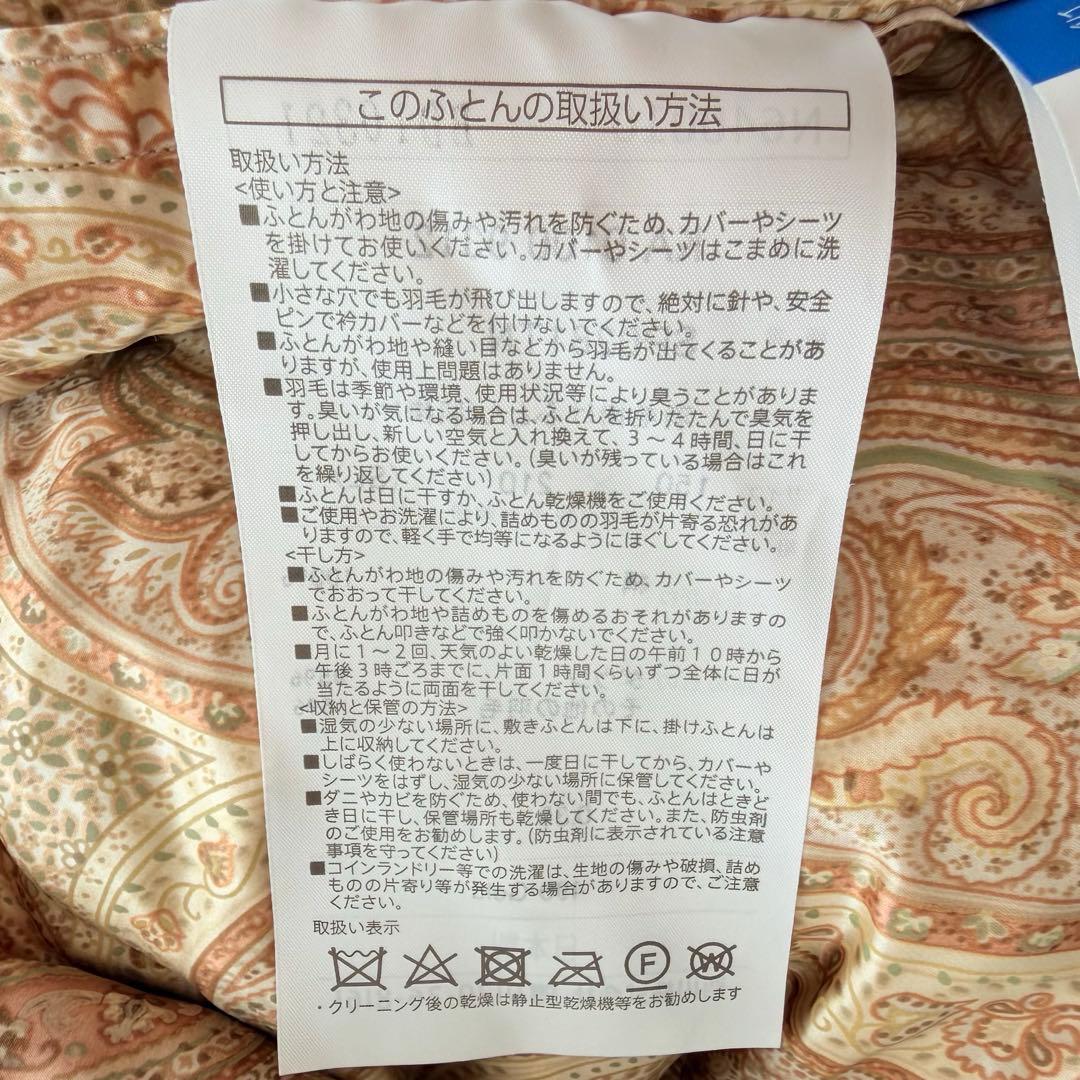 このふとんの取扱い方法
取扱い方法
<使い方と注意>
■ふとんがわ地の傷みや汚れを防ぐため、カバーやシーツ
を掛けてお使いください。カバーやシーツはこまめに洗
濯してください。
■小さな穴でも羽毛が飛び出しますので、絶対に針や、安全
ピンで衿カバーなどを付けないでください。
■ふとんがわ地や縫い目などから羽毛が出てくることがあ
りますが、使用上問題はありません。
■羽毛は季節や環境、使用状況等により臭うことがありま
す。臭いが気になる場合は、ふとんを折りたたんで臭気を
押し出し、新しい空気と入れ換えて、3～4時間、日に干
してからお使いください。(臭いが残っている場合はこれ
を繰り返してください)
■ふとんは日に干すか、ふとん乾燥機をご使用ください。
■ご使用やお洗濯により、詰めものの羽毛が片寄る恐れがあ
りますので、軽く手で均等になるようにほぐしてください。
<干し方>
■ふとんがわ地の傷みや汚れを防ぐため、カバーやシーツ
でおおって干してください。
■ふとんがわ地や詰めものを傷めるおそれがありますの
で、ふとん叩きなどで強く叩かないでください。
■月に1～2回、天気のよい乾燥した日の午前10時から
午後3時ごろまでに、片面1時間くらいずつ全体に日が
当たるように両面を干してください。
<収納と保管の方法>
■湿気の少ない場所に、敷きふとんは下に、掛けふとんは
上に収納してください。
■しばらく使わないときは、一度日に干してから、カバーや
シーツをはずし、湿気の少ない場所に保管してください。
■ダニやカビを防ぐため、使わない間でも、ふとんはときど
き日に干し、保管場所も乾燥してください。また、防虫剤
のご使用をお勧めします。(防虫剤に表示されている注意
事項を守ってください)
■コインランドリー等での洗濯は、生地の傷みや破損、詰め
ものの片寄り等が発生する場合がありますので、ご注意
ください。
取扱い表示
F W
・クリーニング後の乾燥は静止型乾燥機等をお勧めします